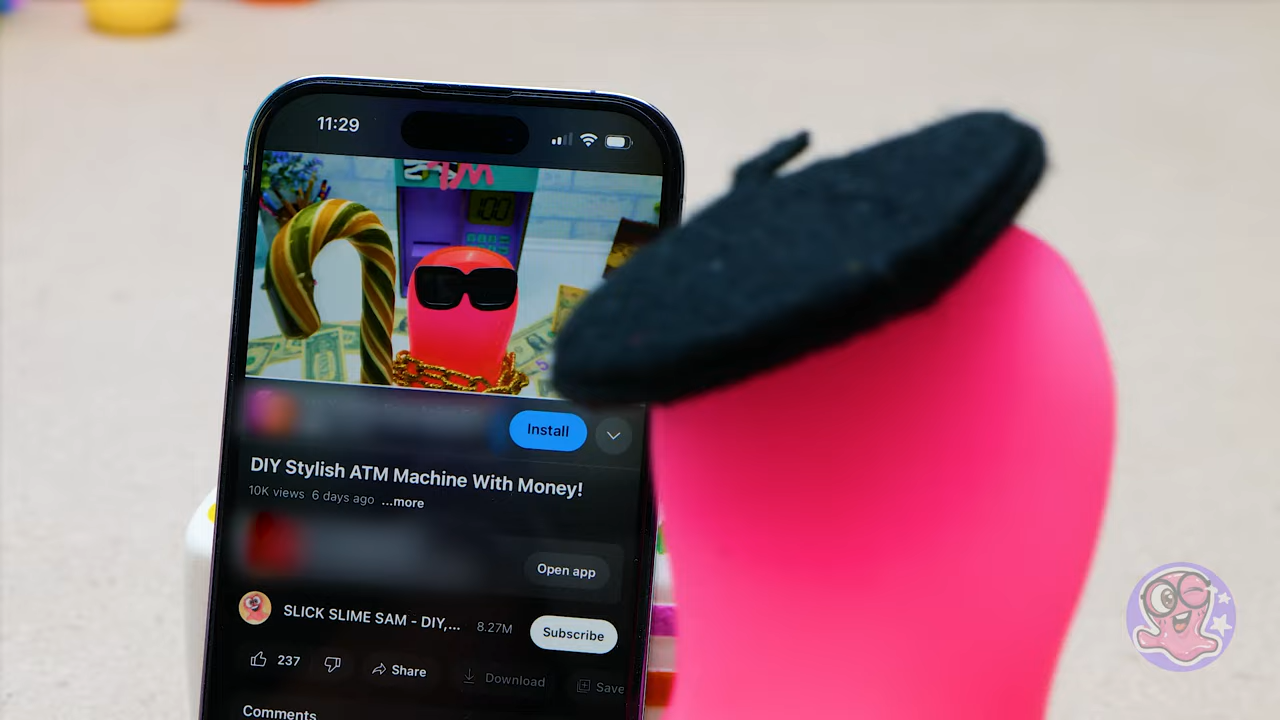 11:29
ATM
100
Install
DIY Stylish ATM Machine With Money!
10K views 6 days ago ...more
Open app
SLICK SLIME SAM - DIY,... 8.27M Subscribe
237 Share Download Save
Comments